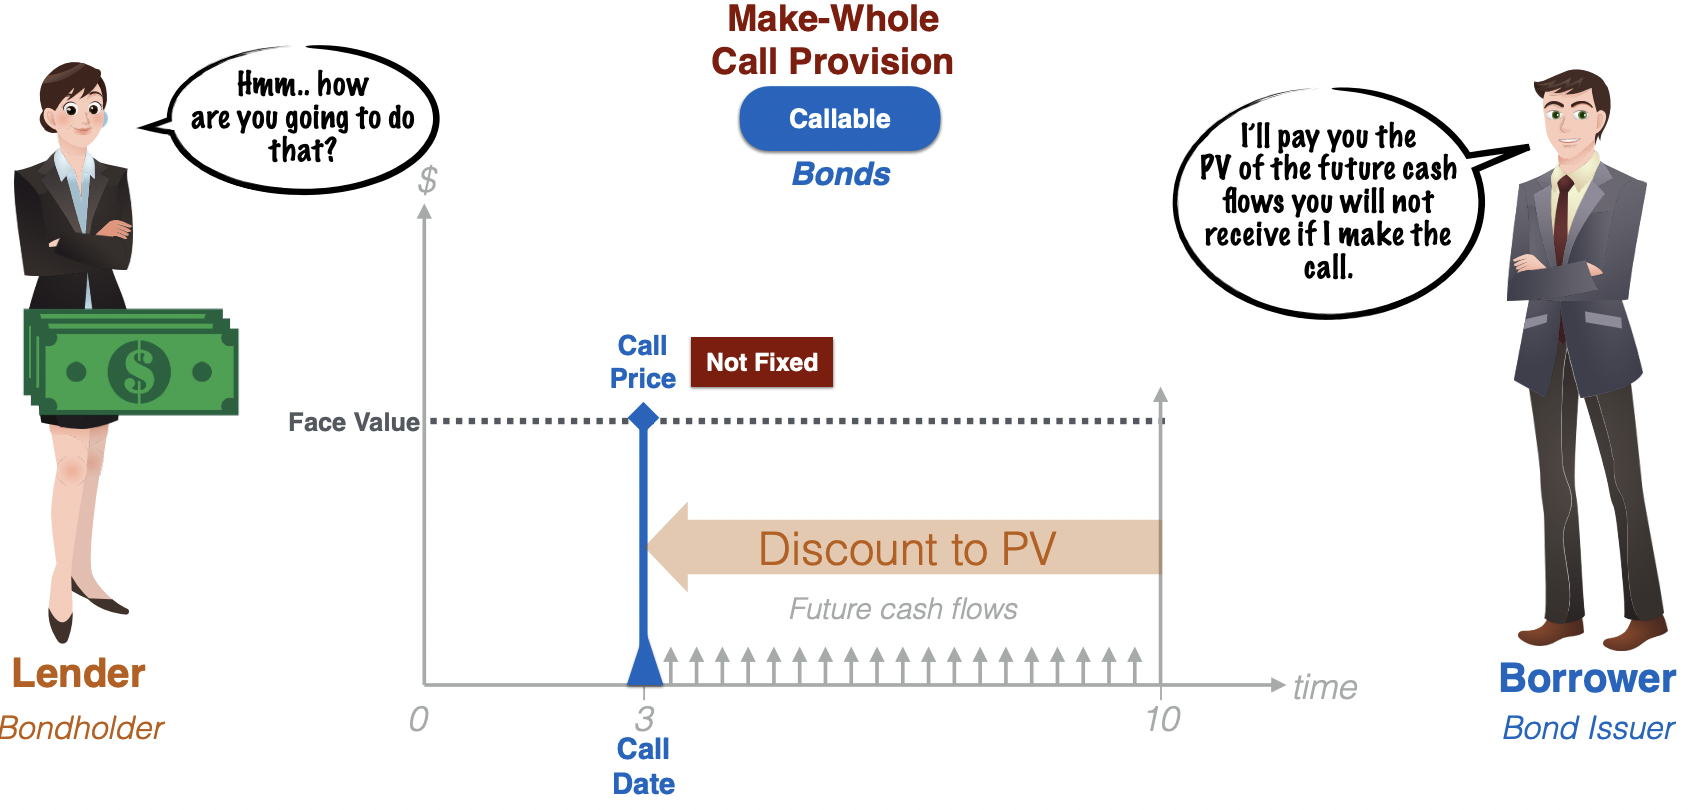 Make-Whole
Call Provision
Callable
Bonds
Hmm.. how
are you going to do
that?
I'll pay you the
PV of the future cash
flows you will not
receive if I make the
call.
$
Call
Price
Not Fixed
Face Value
Discount to PV
Future cash flows
time
0
3
10
Call
Date
Lender
Bondholder
Borrower
Bond Issuer
$